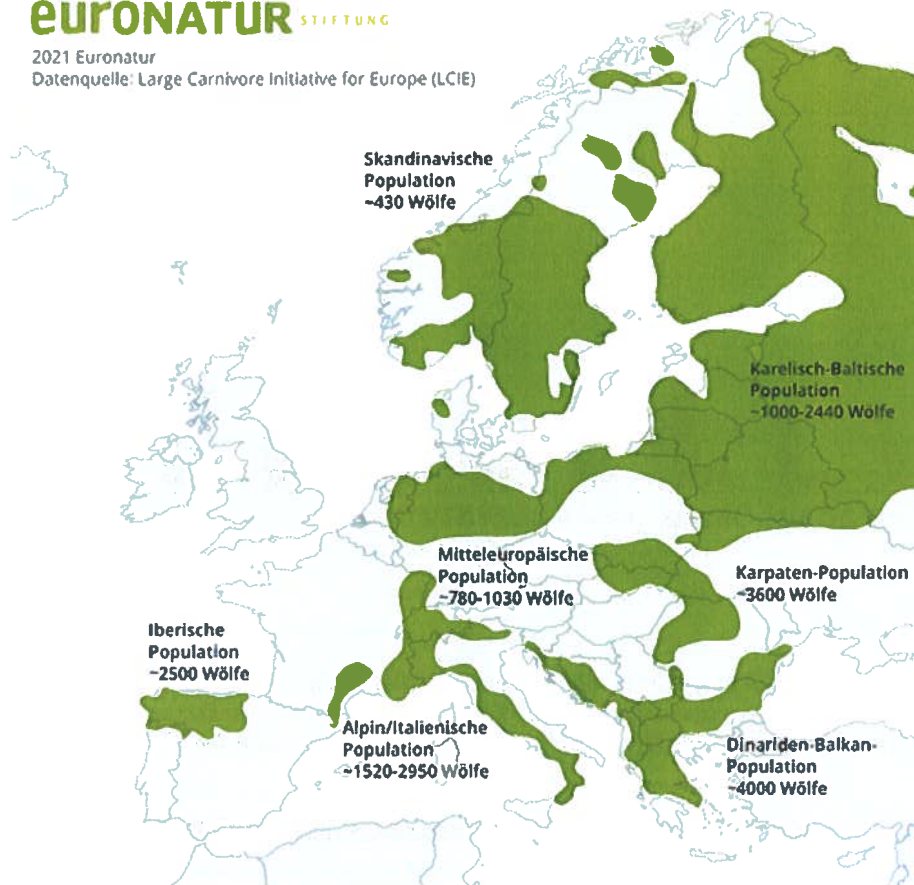 euroNATUR STIFTUNG
2021 Euronatur
Datenquelle: Large Carnivore Initiative for Europe (LCIE)
Skandinavische
Population
~430 Wölfe
Karelisch-Baltische
Population
~1000-2440 Wölfe
Mitteleuropäische
Population
~780-1030 Wölfe
Karpaten-Population
~3600 Wölfe
Iberische
Population
~2500 Wölfe
Alpin/Italienische
Population
~1520-2950 Wölfe
Dinariden-Balkan-
Population
~4000 Wölfe